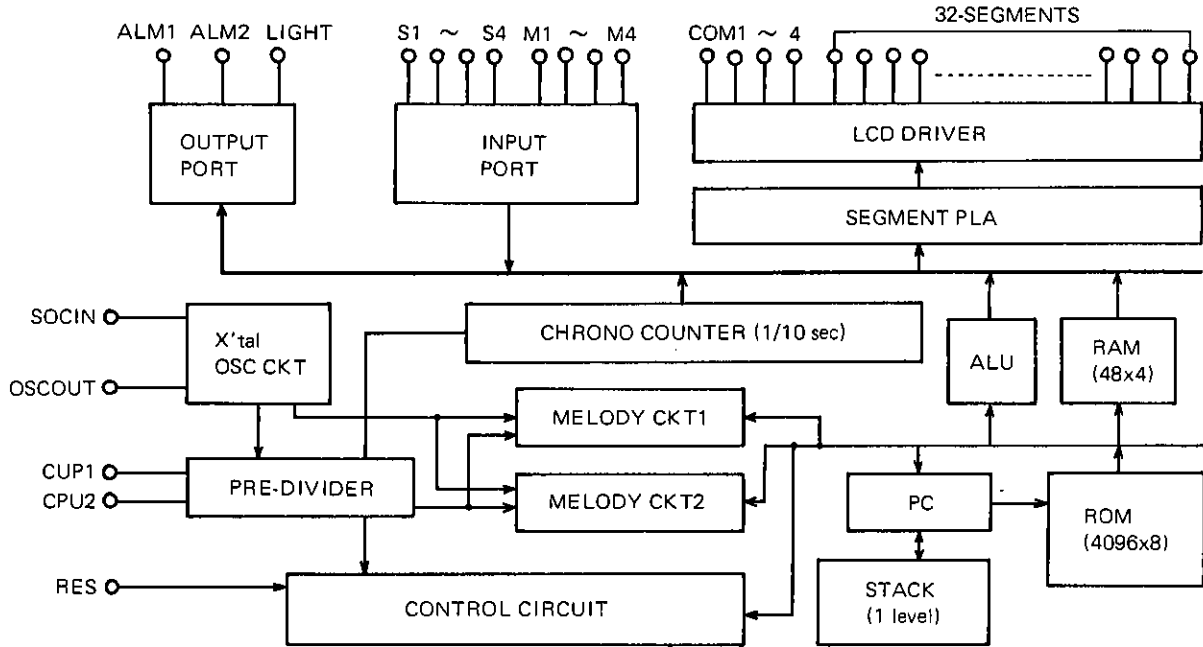 32-SEGMENTS
ALM1 ALM2 LIGHT S1 ~ S4 M1 ~ M4 COM1 ~ 4
OUTPUT
PORT
INPUT
PORT
LCD DRIVER
SEGMENT PLA
SOCIN
X'tal
OSC CKT
OSCOUT
CHRONO COUNTER (1/10 sec)
ALU
RAM
(48x4)
MELODY CKT1
CUP1
CPU2
PRE-DIVIDER
MELODY CKT2
PC
ROM
(4096x8)
RES
CONTROL CIRCUIT
STACK
(1 level)